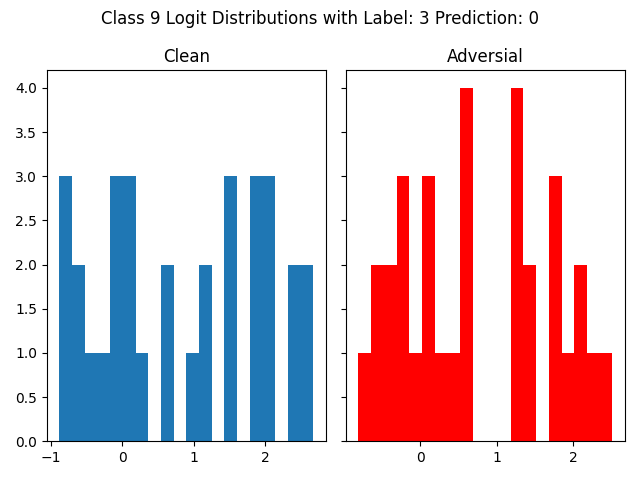 Class 9 Logit Distributions with Label: 3 Prediction: 0
Clean
Adversial
4.0
3.5
3.0
2.5
2.0
1.5
1.0
0.5
0.0
−1 0 1 2
0 1 2